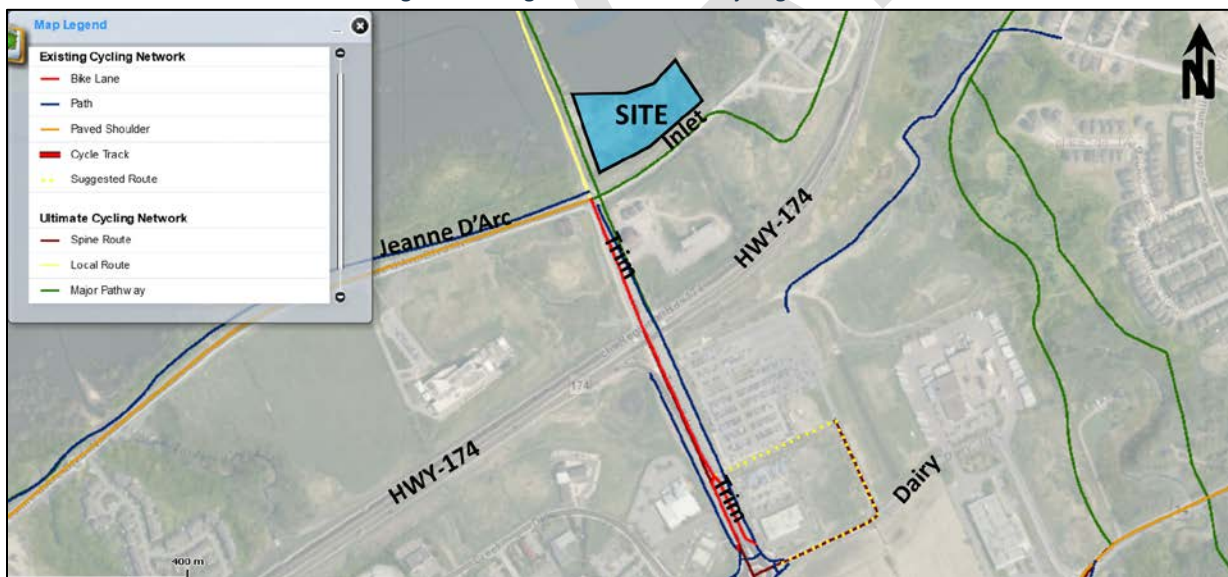 Map Legend
Existing Cycling Network
Bike Lane
Path
Paved Shoulder
Cycle Track
Suggested Route
Ultimate Cycling Network
Spine Route
Local Route
Major Pathway
N
SITE
Inlet
Jeanne D'Arc
Trim
HWY-174
174
HWY-174
Trim
Dairy
400 m